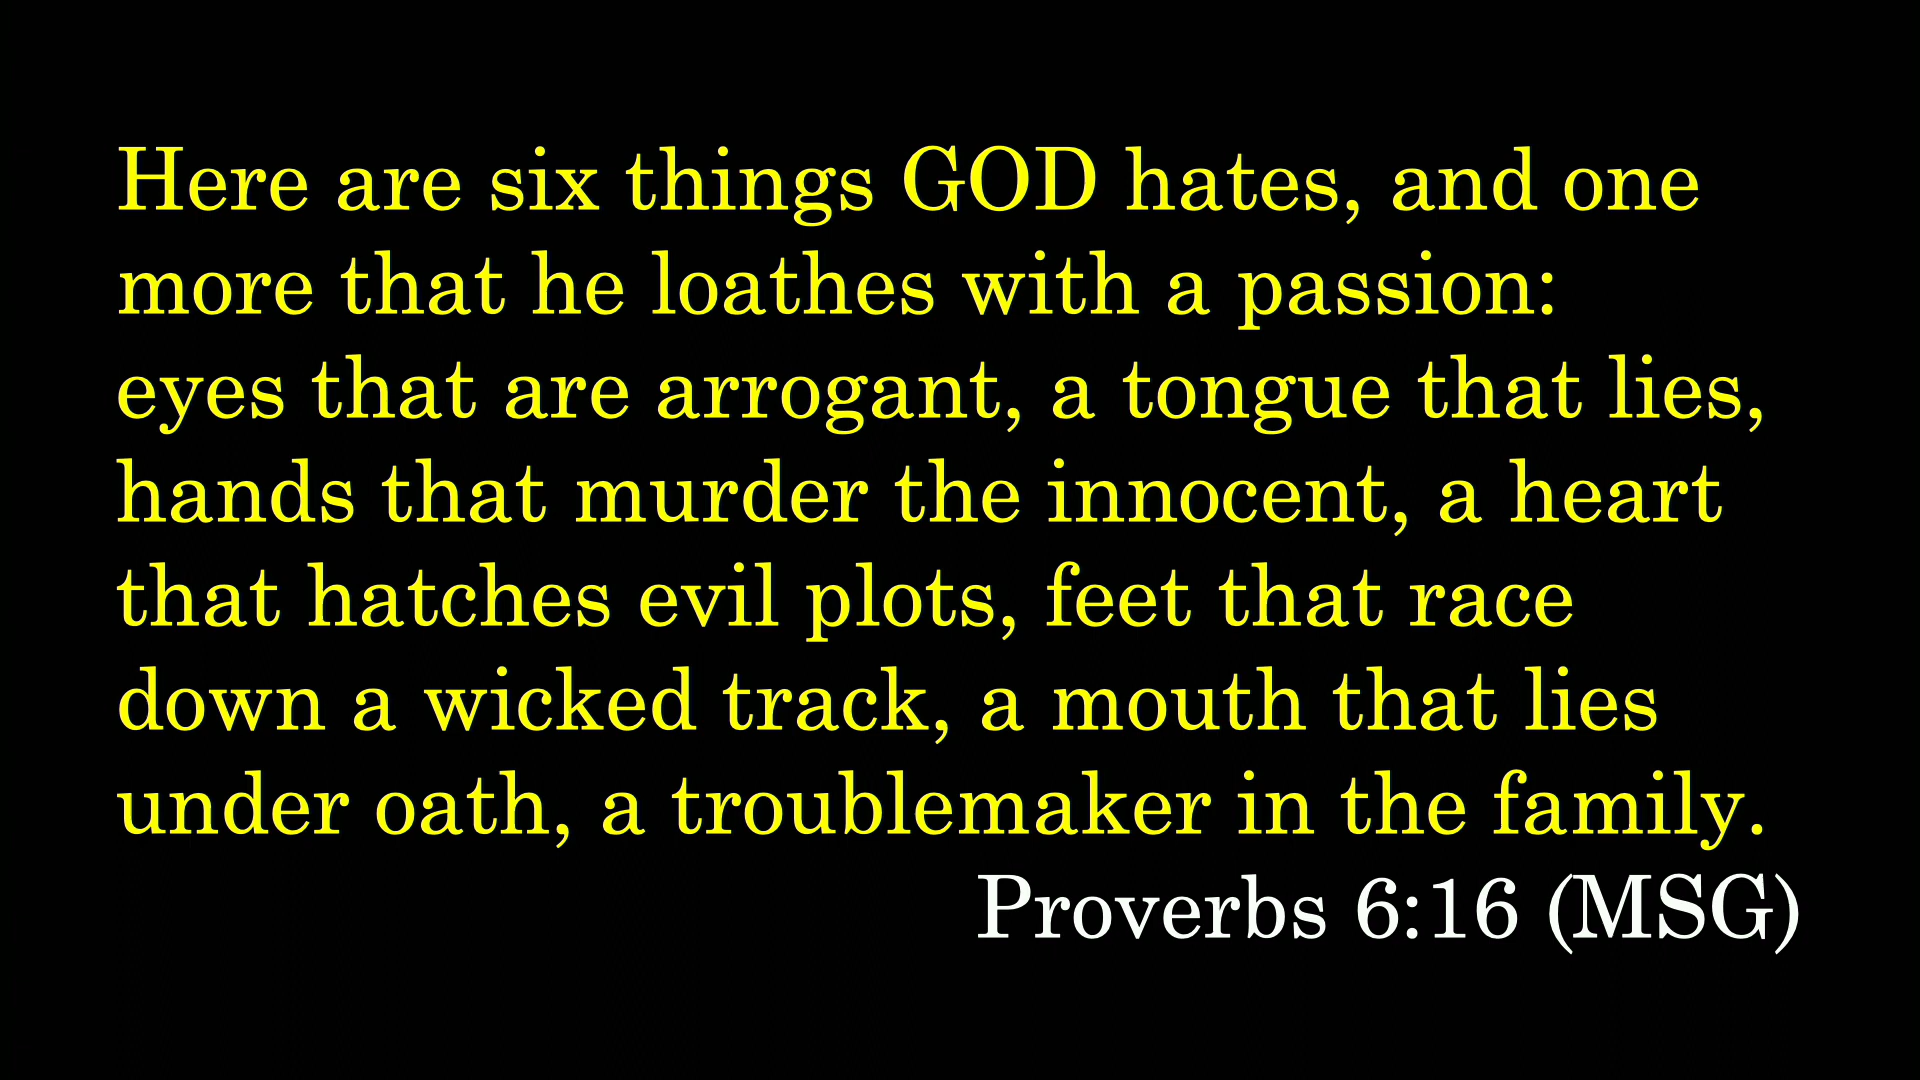 Here are six things GOD hates, and one
more that he loathes with a passion:
eyes that are arrogant, a tongue that lies,
hands that murder the innocent, a heart
that hatches evil plots, feet that race
down a wicked track, a mouth that lies
under oath, a troublemaker in the family.
Proverbs 6:16 (MSG)